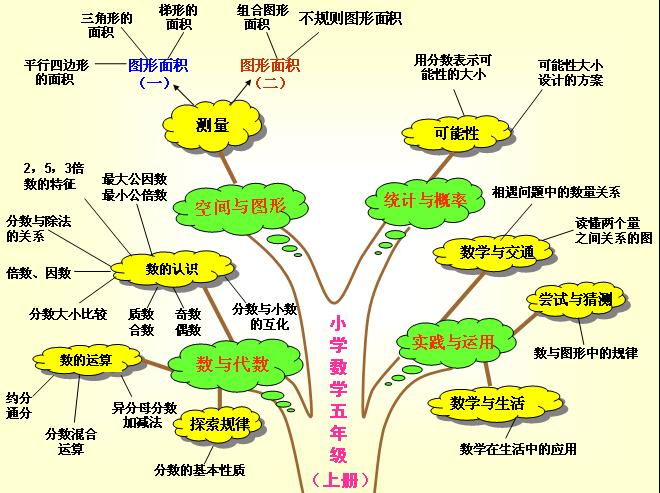 三角形的
面积
梯形的
面积
组合图形
面积
不规则图形面积
平行四边形
的面积
图形面积
（一）
图形面积
（二）
测量
用分数表示可
能性的大小
可能性大小
设计的方案
可能性
2，5，3倍
数的特征
最大公因数
最小公倍数
空间与图形
统计与概率
相遇问题中的数量关系
分数与除法
的关系
读懂两个量
之间关系的图
数学与交通
倍数、因数
数的认识
尝试与猜测
分数大小比较
质数
合数
奇数
偶数
分数与小数
的互化
实践与运用
数与图形中的规律
数的运算
数与代数
数学与生活
约分
通分
分数混合
运算
异分母分数
加减法
探索规律
数学在生活中的应用
分数的基本性质
小
学
数
学
五
年
级
（上册）